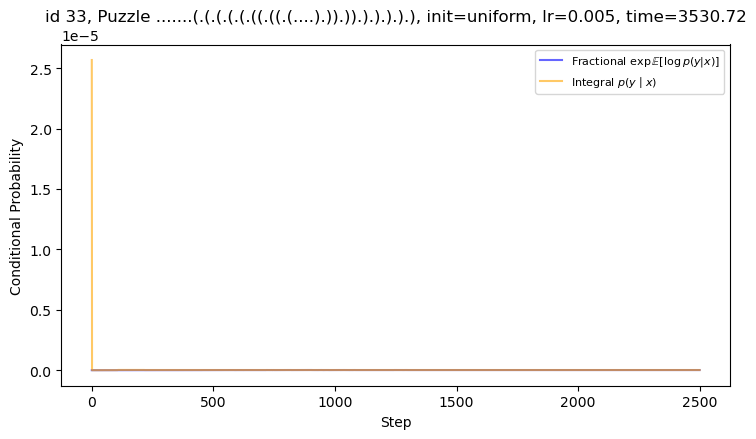 id 33, Puzzle .......(.(.(.(.(.((.((.(....).)).)).).).).).).), init=uniform, lr=0.005, time=3530.72
1e−5
Fractional exp𝔼[log p(y|x)]
Integral p(y | x)
2.5
2.0
1.5
1.0
0.5
0.0
Conditional Probability
0
500
1000
1500
2000
2500
Step